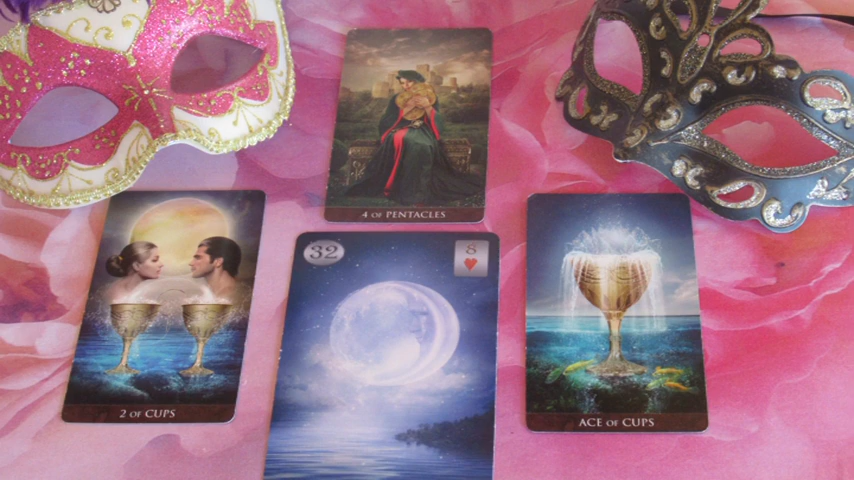 4 OF PENTACLES
32
8
2 OF CUPS
ACE OF CUPS